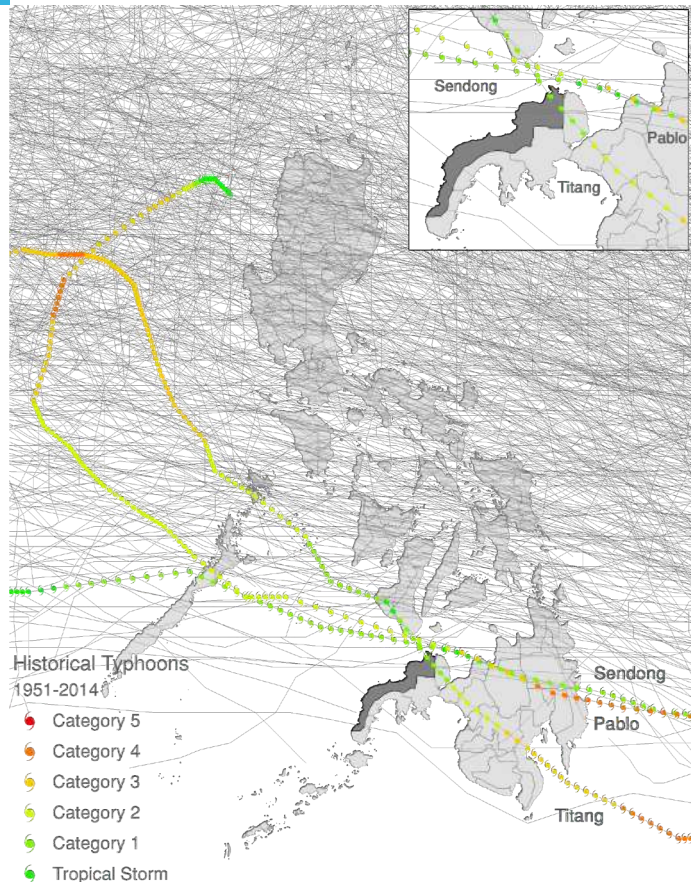 Sendong
Pablo
Titang
Historical Typhoons
1951-2014
Category 5
Category 4
Category 3
Category 2
Category 1
Tropical Storm
Sendong
Pablo
Titang